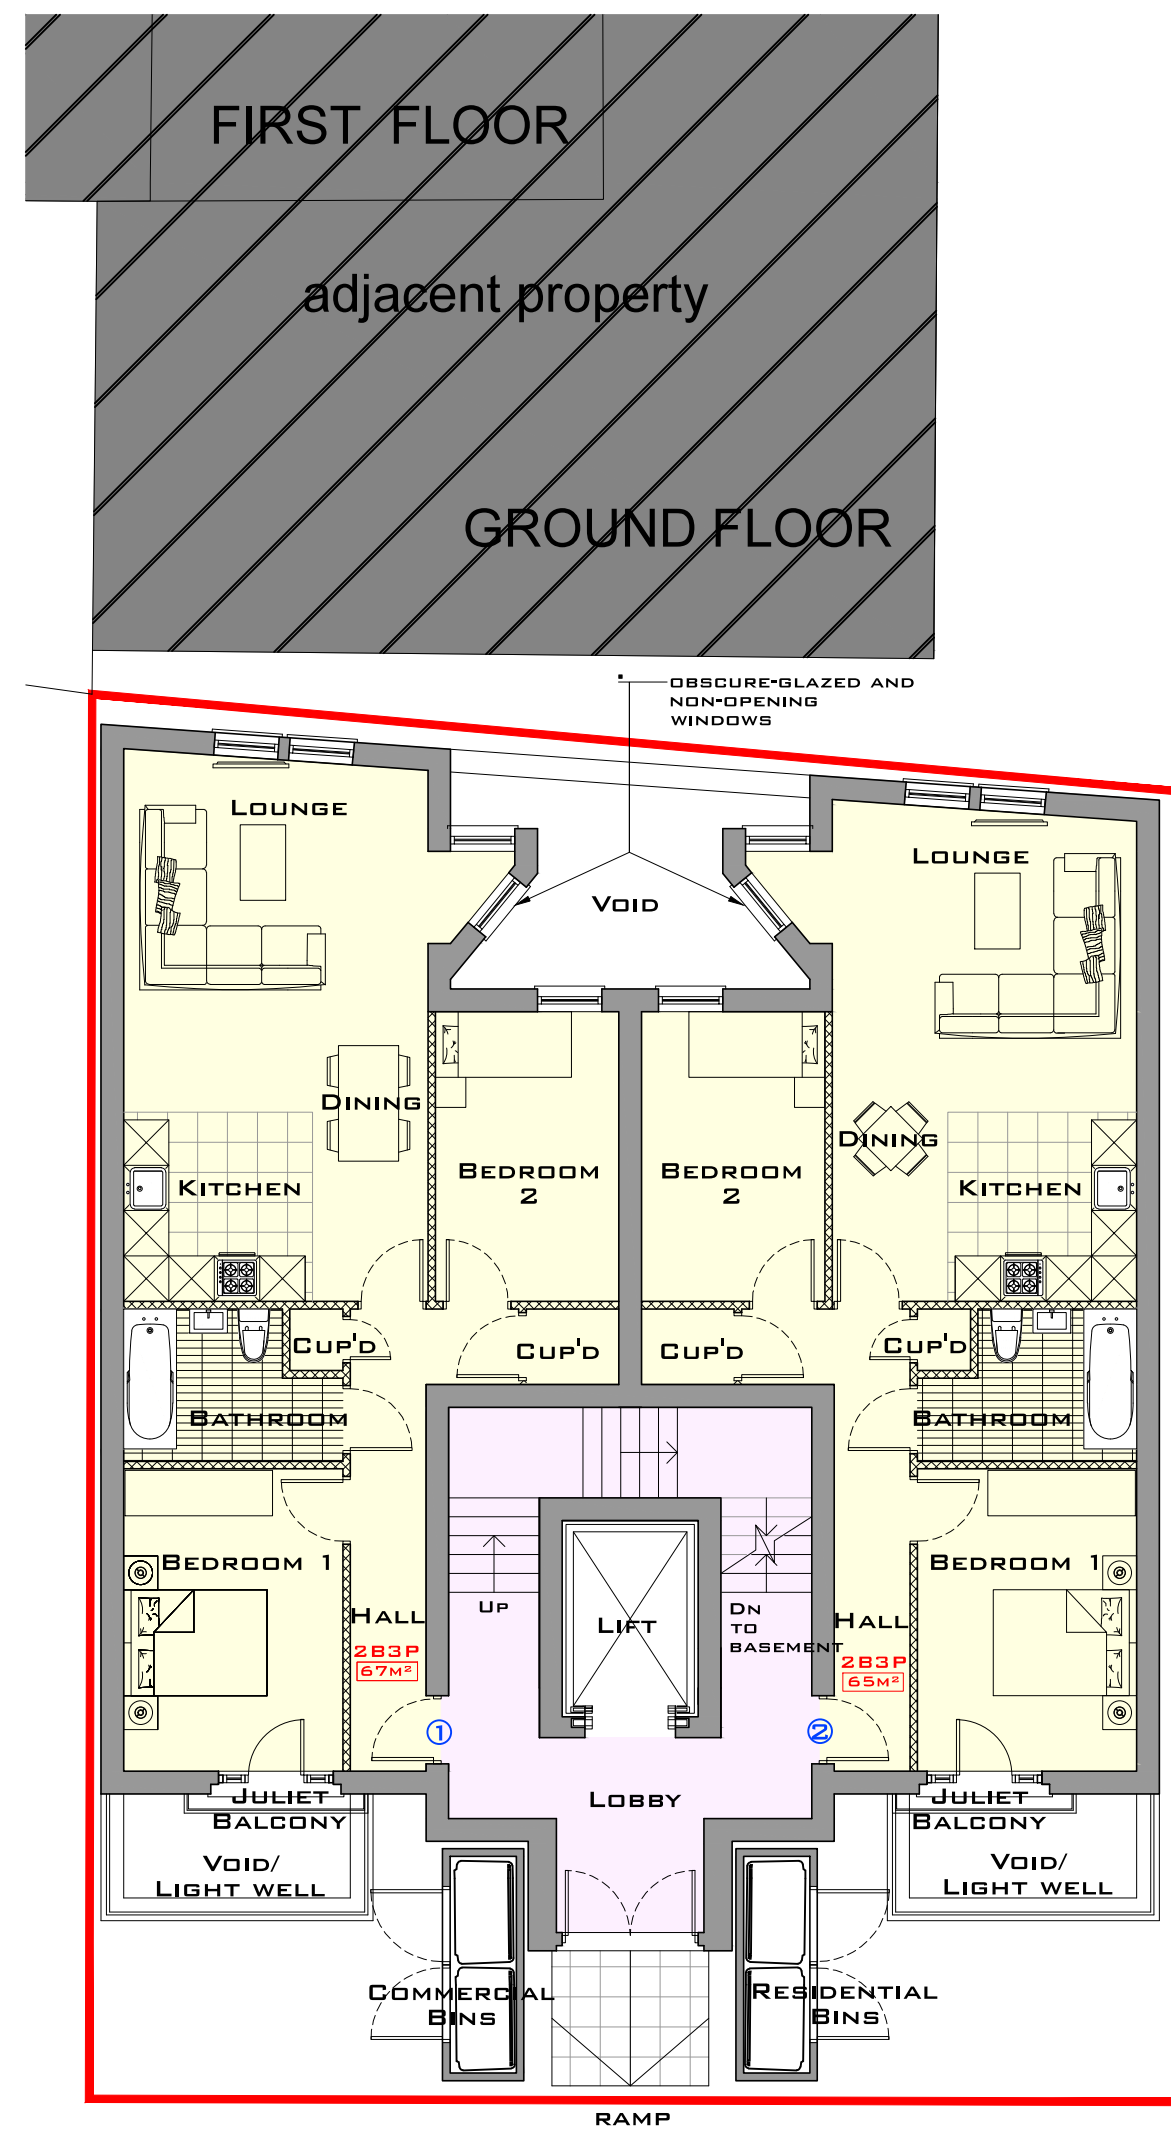 FIRST FLOOR
adjacent property
GROUND FLOOR
OBSCURE-GLAZED AND
NON-OPENING
WINDOWS
LOUNGE
LOUNGE
VOID
DINING
DINING
BEDROOM
2
BEDROOM
2
KITCHEN
KITCHEN
CUP'D
CUP'D
CUP'D
CUP'D
BATHROOM
BATHROOM
BEDROOM 1
BEDROOM 1
UP
DN
TO
BASEMENT
LIFT
HALL
2B3P
67M²
HALL
2B3P
65M²
1
2
LOBBY
JULIET
BALCONY
JULIET
BALCONY
VOID/
LIGHT WELL
VOID/
LIGHT WELL
COMMERCIAL
BINS
RESIDENTIAL
BINS
RAMP